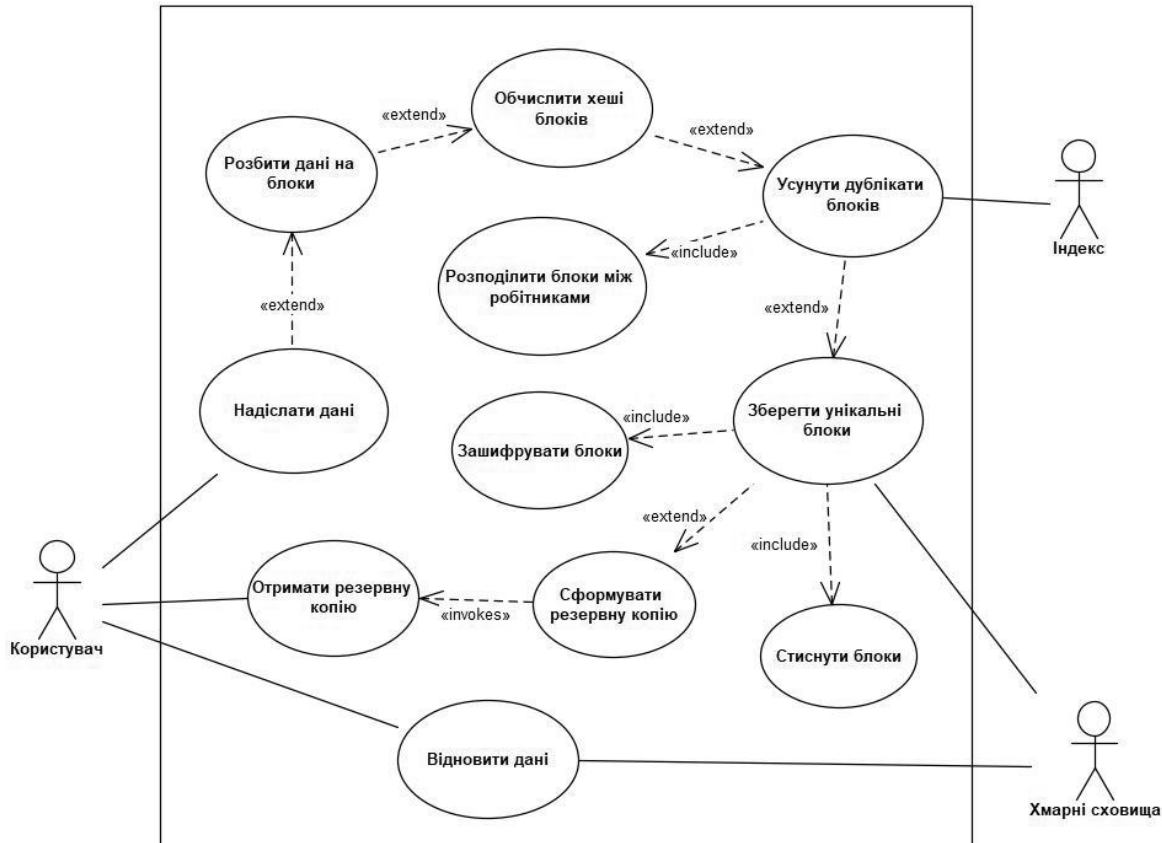 Обчислити хеші
блоків
«extend»
«extend»
Розбити дані на
блоки
Усунути дублікати
блоків
Індекс
«include»
Розподілити блоки між
робітниками
«extend»
«extend»
Надіслати дані
«include»
Зберегти унікальні
блоки
Зашифрувати блоки
«extend»
«include»
Отримати резервну
копію
«invokes»
Сформувати
резервну копію
Користувач
Стиснути блоки
Відновити дані
Хмарні сховища